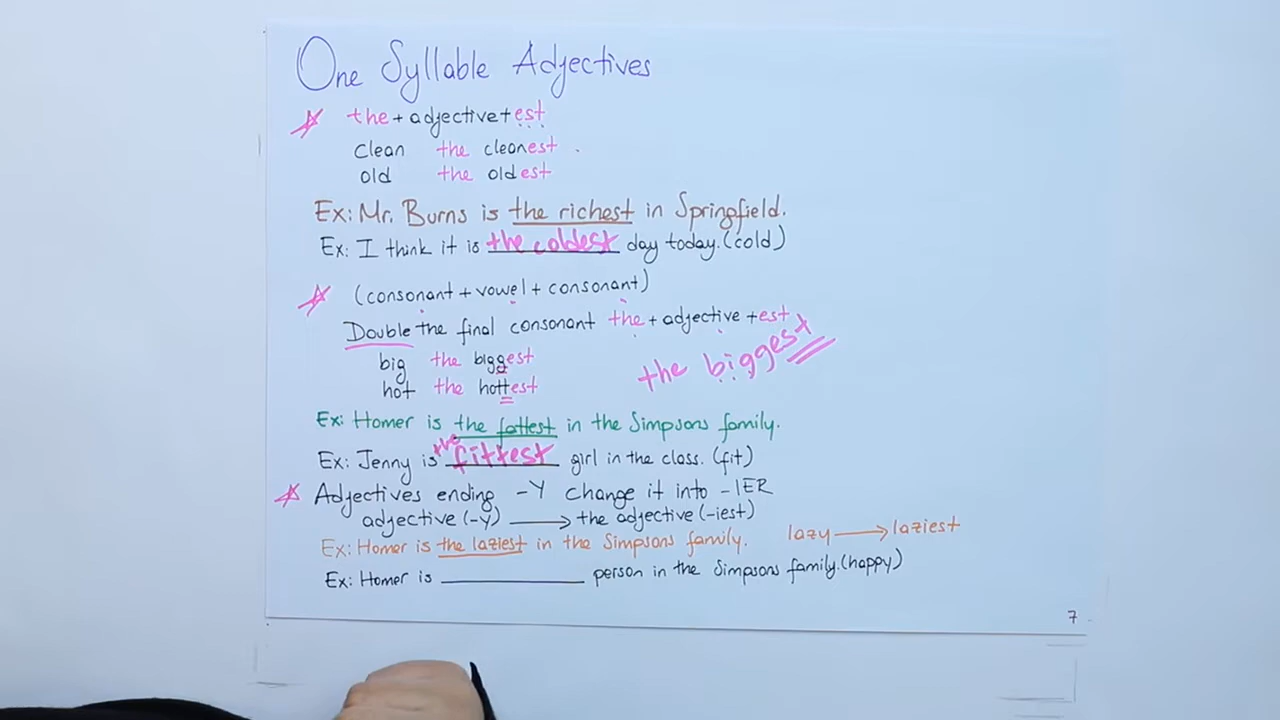 One Syllable Adjectives
the + adjective + est
clean the cleanest
old the oldest
Ex: Mr. Burns is the richest in Springfield.
Ex: I think it is the coldest day today. (cold)
(consonant + vowel + consonant)
Double the final consonant the + adjective + est
big the biggest
the biggest
hot the hottest
Ex: Homer is the fattest in the Simpsons family.
Ex: Jenny is the fittest girl in the class. (fit)
Adjectives ending -Y change it into -IER
adjective (-y) → the adjective (-iest)
Ex: Homer is the laziest in the Simpsons family. lazy → laziest
Ex: Homer is ____________ person in the Simpsons family. (happy)
7